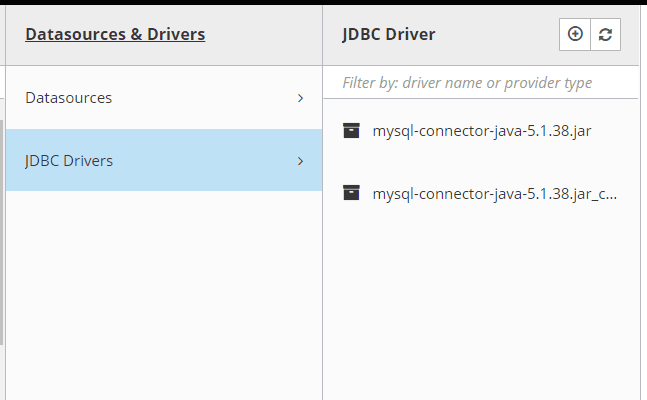 Datasources & Drivers
JDBC Driver
Filter by: driver name or provider type
Datasources
JDBC Drivers
mysql-connector-java-5.1.38.jar
mysql-connector-java-5.1.38.jar_c...